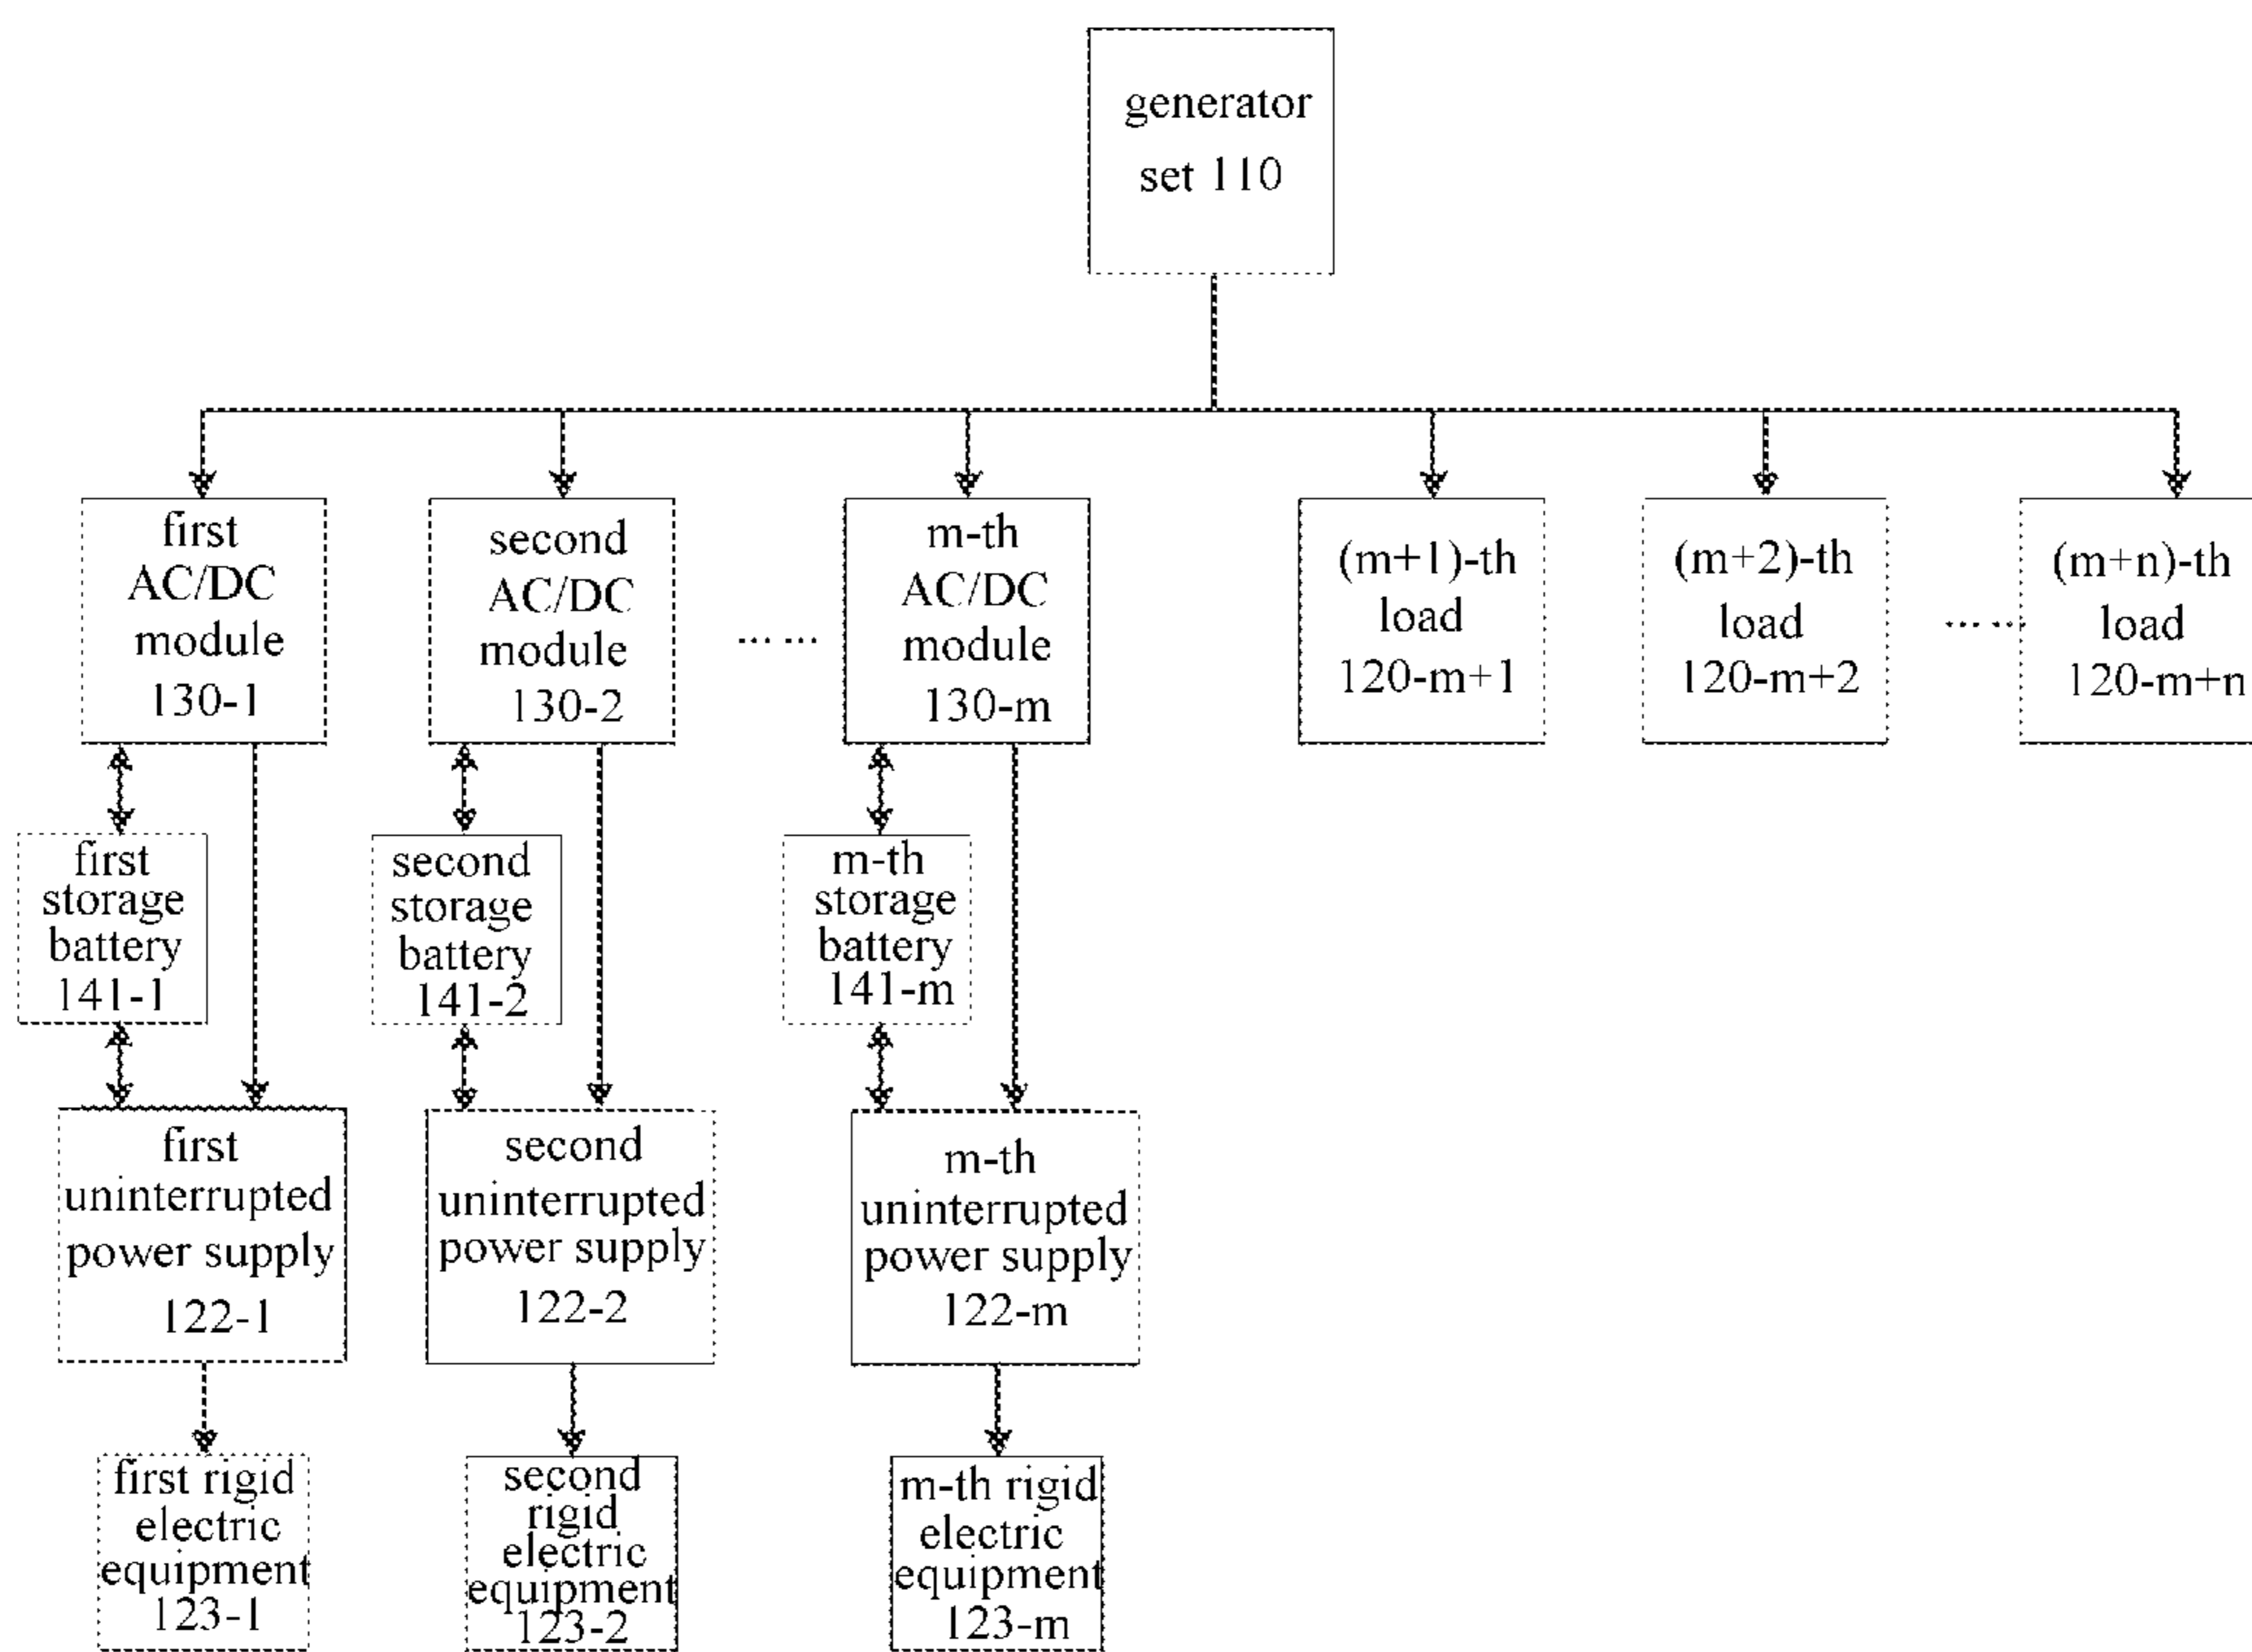 generator
set 110
first
AC/DC
module
130-1
second
AC/DC
module
130-2
... ...
m-th
AC/DC
module
130-m
(m+1)-th
load
120-m+1
(m+2)-th
load
120-m+2
... ...
(m+n)-th
load
120-m+n
first
storage
battery
141-1
second
storage
battery
141-2
m-th
storage
battery
141-m
first
uninterrupted
power supply
122-1
second
uninterrupted
power supply
122-2
m-th
uninterrupted
power supply
122-m
first rigid
electric
equipment
123-1
second
rigid
electric
equipment
123-2
m-th rigid
electric
equipment
123-m